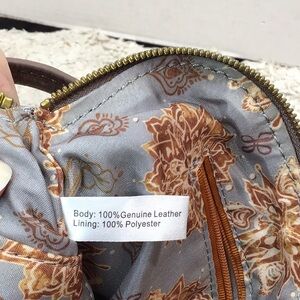 Body: 100%Genuine Leather
Lining: 100% Polyester